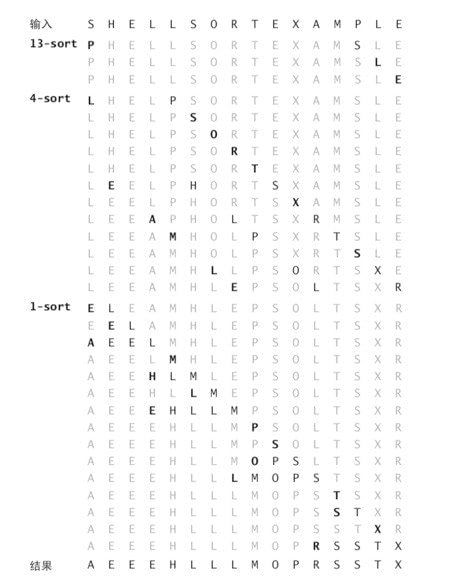 输入 S H E L L S O R T E X A M P L E
13-sort P H E L L S O R T E X A M S L E
P H E L L S O R T E X A M S L E
P H E L L S O R T E X A M S L E
4-sort L H E L P S O R T E X A M S L E
L H E L P S O R T E X A M S L E
L H E L P S O R T E X A M S L E
L H E L P S O R T E X A M S L E
L H E L P S O R T E X A M S L E
L E E L P H O R T S X A M S L E
L E E L P H O R T S X A M S L E
L E E A P H O L T S X R M S L E
L E E A M H O L P S X R T S L E
L E E A M H O L P S X R T S L E
L E E A M H L L P S O R T S X E
L E E A M H L E P S O L T S X R
1-sort E L E A M H L E P S O L T S X R
E E L A M H L E P S O L T S X R
A E E L M H L E P S O L T S X R
A E E L M H L E P S O L T S X R
A E E H L M L E P S O L T S X R
A E E H L L M E P S O L T S X R
A E E E H L L M P S O L T S X R
A E E E H L L M P S O L T S X R
A E E E H L L M P S O L T S X R
A E E E H L L M O P S L T S X R
A E E E H L L L M O P S T S X R
A E E E H L L L M O P S T S X R
A E E E H L L L M O P S S T X R
A E E E H L L L M O P S S T X R
A E E E H L L L M O P R S S T X
结果 A E E E H L L L M O P R S S T X